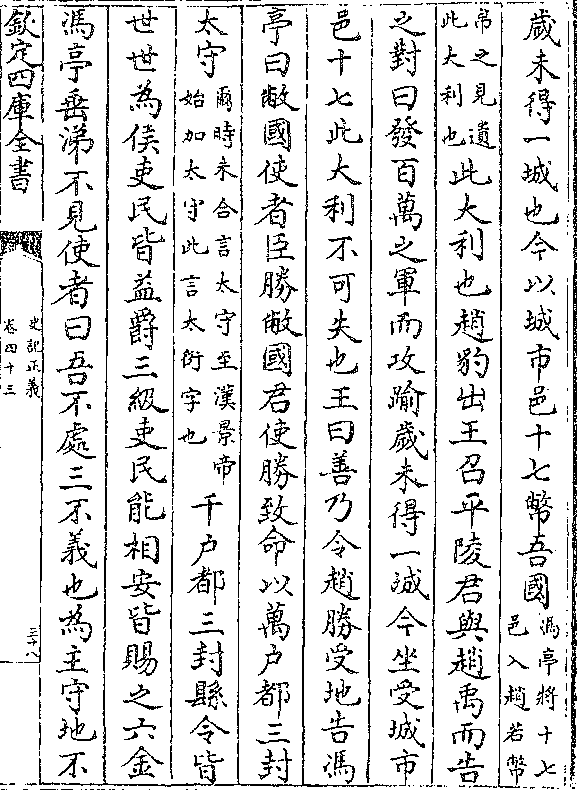 歲未得一城也今以城市邑十七幣吾國馮亭將十七邑入趙若幣
帛之見遺此大利也此大利也趙豹出王召平陵君與趙禹而告
之對曰發百萬之軍而攻踰歲未得一城今坐受城市
邑十七此大利不可失也王曰善乃令趙勝受地告馮
亭曰敝國使者臣勝敝國君使勝致命以萬户都三封
太守爾時未合言太守至漢景帝始加太守此言太衍字也千户都三封縣令皆
世世為侯吏民皆益爵三級吏民能相安皆賜之六金
馮亭垂涕不見使者曰吾不處三不義也為主守地不
欽定四庫全書
史記正義
卷四十三
三十八